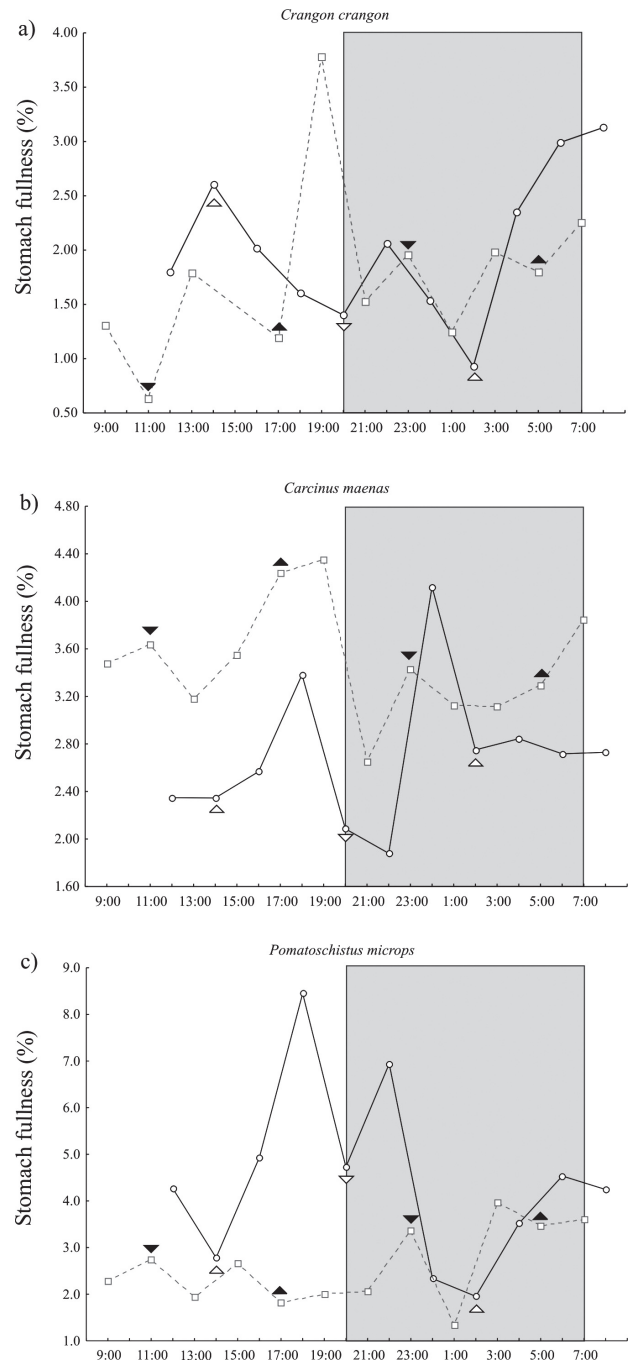 a)
Crangon crangon
Stomach fullness (%)
4.00
3.50
3.00
2.50
2.00
1.50
1.00
0.50
9:00 11:00 13:00 15:00 17:00 19:00 21:00 23:00 1:00 3:00 5:00 7:00
b)
Carcinus maenas
Stomach fullness (%)
4.80
4.40
4.00
3.60
3.20
2.80
2.40
2.00
1.60
9:00 11:00 13:00 15:00 17:00 19:00 21:00 23:00 1:00 3:00 5:00 7:00
c)
Pomatoschistus microps
Stomach fullness (%)
9.0
8.0
7.0
6.0
5.0
4.0
3.0
2.0
1.0
9:00 11:00 13:00 15:00 17:00 19:00 21:00 23:00 1:00 3:00 5:00 7:00